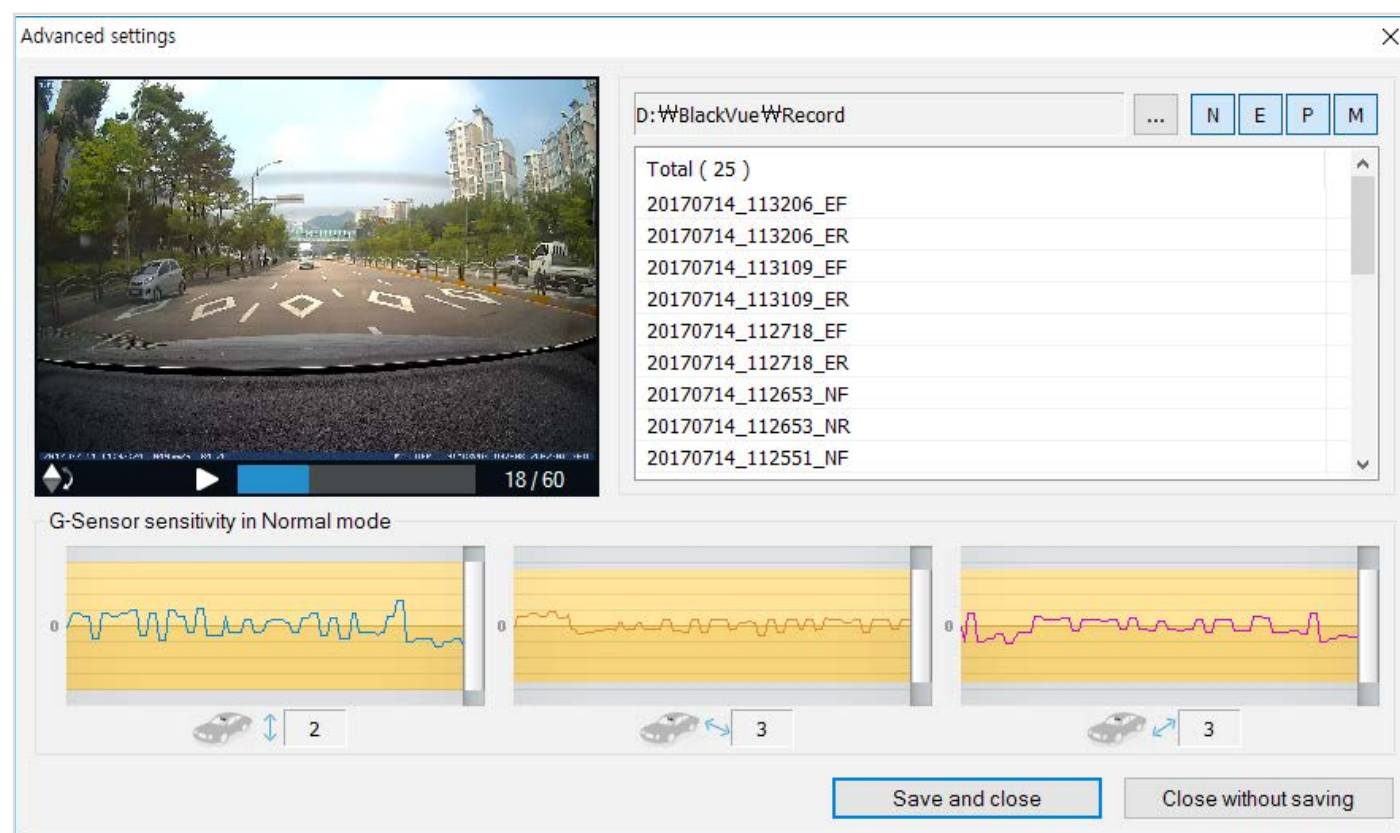 Advanced settings
D:₩BlackVue₩Record
...
N E P M
Total ( 25 )
20170714_113206_EF
20170714_113206_ER
20170714_113109_EF
20170714_113109_ER
20170714_112718_EF
20170714_112718_ER
20170714_112653_NF
20170714_112653_NR
20170714_112551_NF
18 / 60
G-Sensor sensitivity in Normal mode
0 0 0
2 3 3
Save and close Close without saving